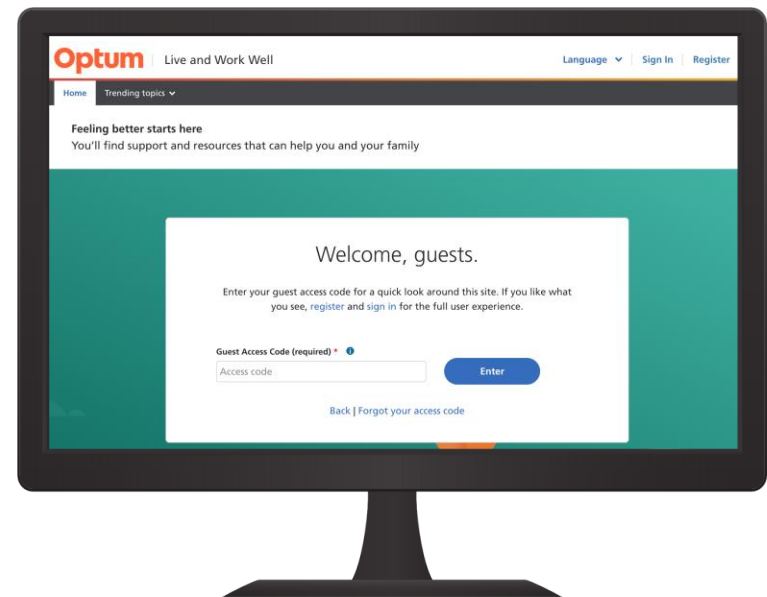 Optum Live and Work Well Language Sign In Register
Home Trending topics
Feeling better starts here
You'll find support and resources that can help you and your family
Welcome, guests.
Enter your guest access code for a quick look around this site. If you like what
you see, register and sign in for the full user experience.
Guest Access Code (required) *
Access code Enter
Back | Forgot your access code